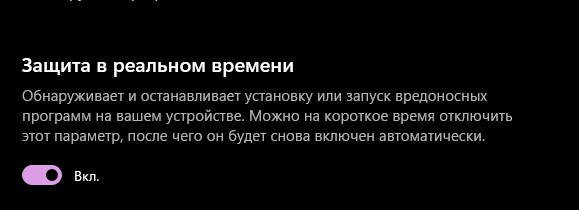 Защита в реальном времени
Обнаруживает и останавливает установку или запуск вредоносных
программ на вашем устройстве. Можно на короткое время отключить
этот параметр, после чего он будет снова включен автоматически.
Вкл.